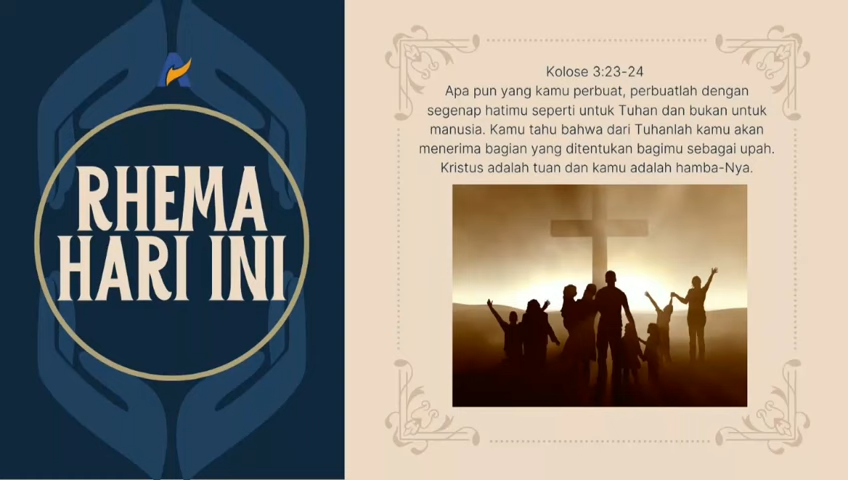 RHEMA
HARI INI
Kolose 3:23-24
Apa pun yang kamu perbuat, perbuatlah dengan
segenap hatimu seperti untuk Tuhan dan bukan untuk
manusia. Kamu tahu bahwa dari Tuhanlah kamu akan
menerima bagian yang ditentukan bagimu sebagai upah.
Kristus adalah tuan dan kamu adalah hamba-Nya.